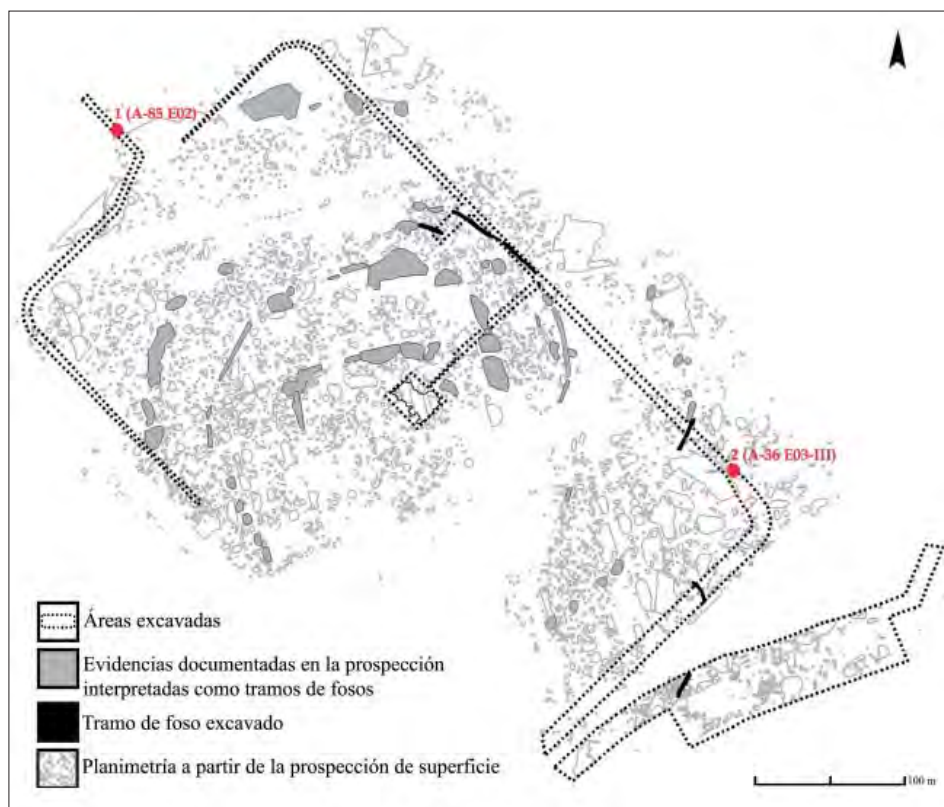 1 (A-85 E02)
2 (A-36 E03-III)
Áreas excavadas
Evidencias documentadas en la prospección
interpretadas como tramos de fosos
Tramo de foso excavado
Planimetría a partir de la prospección de superficie
100 m